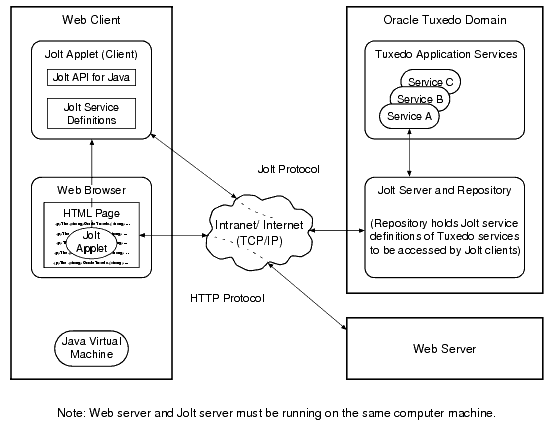 Web Client
Jolt Applet (Client)
Jolt API for Java
Jolt Service
Definitions
Web Browser
HTML Page
Jolt
Applet
Java Virtual
Machine
Jolt Protocol
Intranet/ Internet
(TCP/IP)
HTTP Protocol
Oracle Tuxedo Domain
Tuxedo Application Services
Service C
Service B
Service A
Jolt Server and Repository
(Repository holds Jolt service
definitions of Tuxedo services
to be accessed by Jolt clients)
Web Server
Note: Web server and Jolt server must be running on the same computer machine.